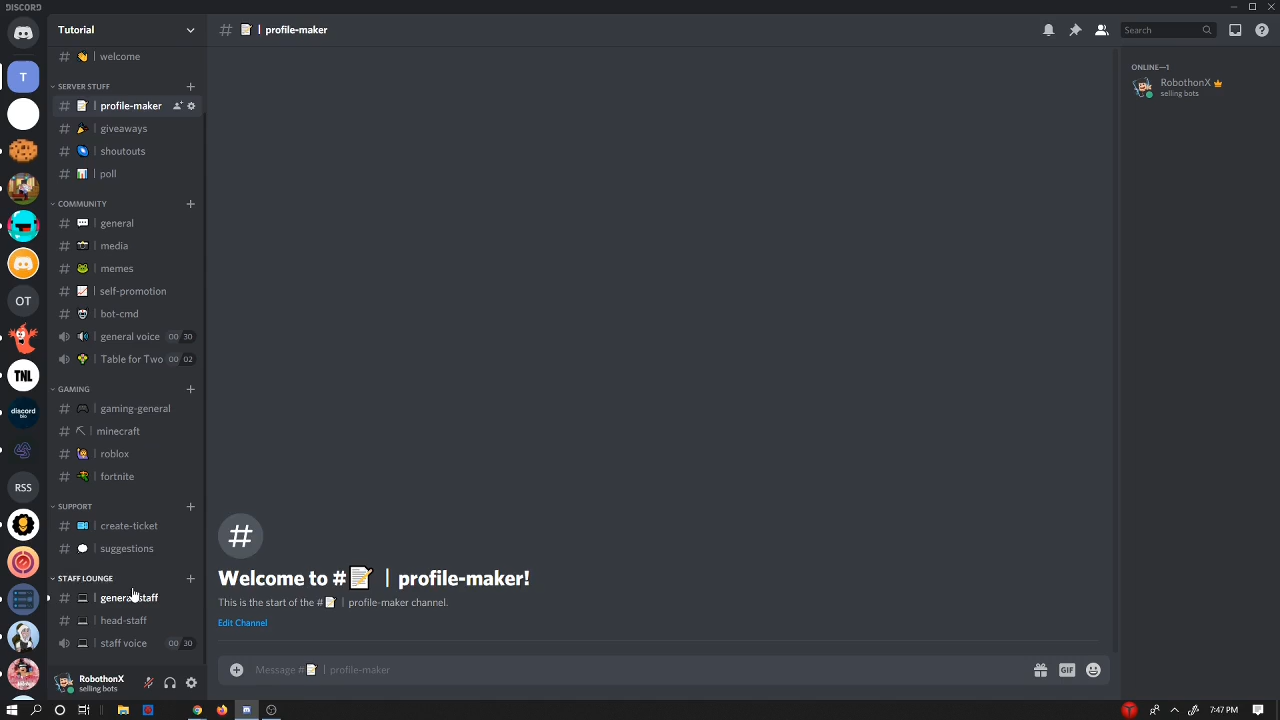 DISCORD
Tutorial
| profile-maker
Search
welcome
SERVER STUFF
| profile-maker
| giveaways
| shoutouts
| poll
COMMUNITY
| general
| media
| memes
| self-promotion
| bot-cmd
| general voice 00 30
| Table for Two 00 02
GAMING
| gaming-general
| minecraft
| roblox
| fortnite
SUPPORT
| create-ticket
| suggestions
STAFF LOUNGE
| general-staff
| head-staff
| staff voice 00 30
T
OT
TNL
discord
bio
RSS
ONLINE—1
RobothonX
selling bots
#
Welcome to #📝 | profile-maker!
This is the start of the #📝 | profile-maker channel.
Edit Channel
Message #📝 | profile-maker
GIF
RobothonX
selling bots
7:47 PM